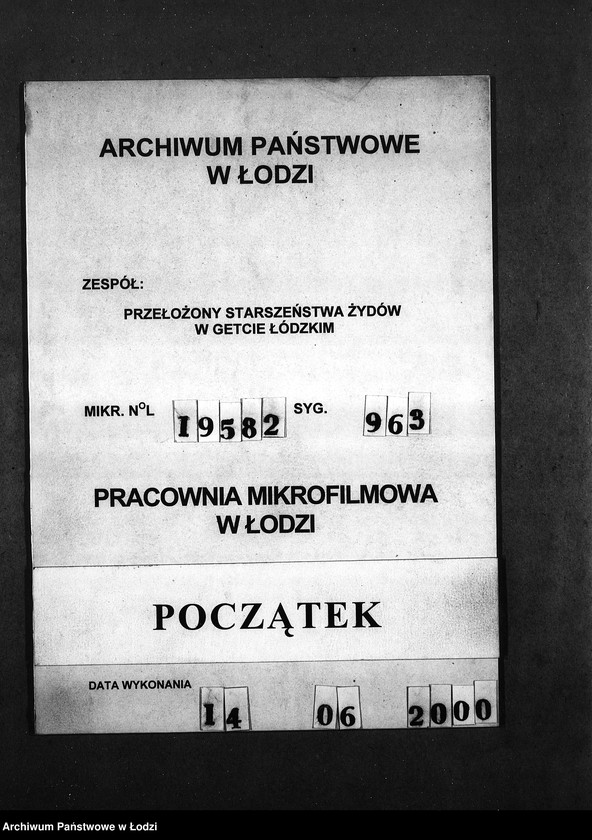 ARCHIWUM PAŃSTWOWE
W ŁODZI
ZESPÓŁ:
PRZEŁOŻONY STARSZEŃSTWA ŻYDÓW
W GETCIE ŁÓDZKIM
MIKR. NOL 19582 SYG. 963
PRACOWNIA MIKROFILMOWA
W ŁODZI
POCZĄTEK
DATA WYKONANIA 14 06 2000
Archiwum Państwowe w Łodzi